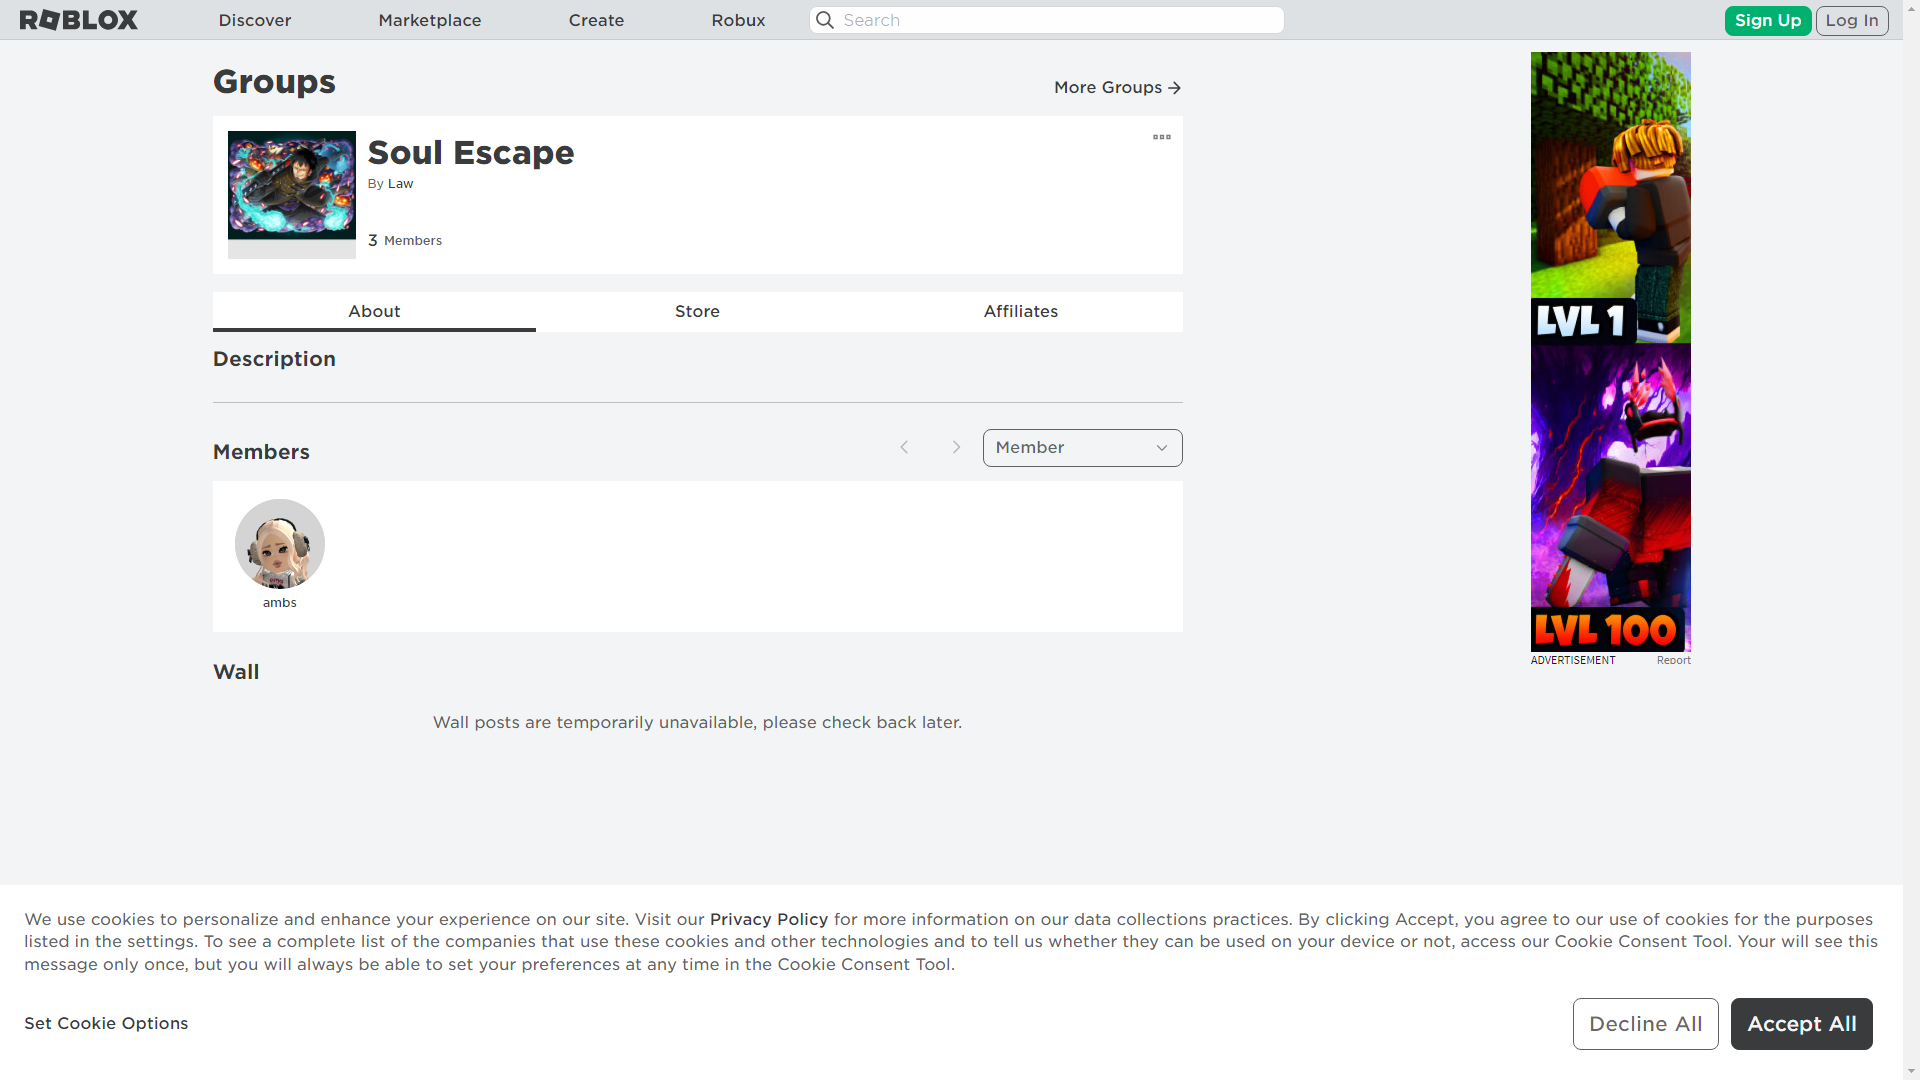 ROBLOX
Discover
Marketplace
Create
Robux
Search
Sign Up
Log In
Groups
More Groups
Soul Escape
By Law
3 Members
About
Store
Affiliates
Description
Members
Member
ambs
Wall
Wall posts are temporarily unavailable, please check back later.
LVL 1
LVL 100
ADVERTISEMENT
Report
We use cookies to personalize and enhance your experience on our site. Visit our Privacy Policy for more information on our data collections practices. By clicking Accept, you agree to our use of cookies for the purposes
listed in the settings. To see a complete list of the companies that use these cookies and other technologies and to tell us whether they can be used on your device or not, access our Cookie Consent Tool. Your will see this
message only once, but you will always be able to set your preferences at any time in the Cookie Consent Tool.
Set Cookie Options
Decline All
Accept All